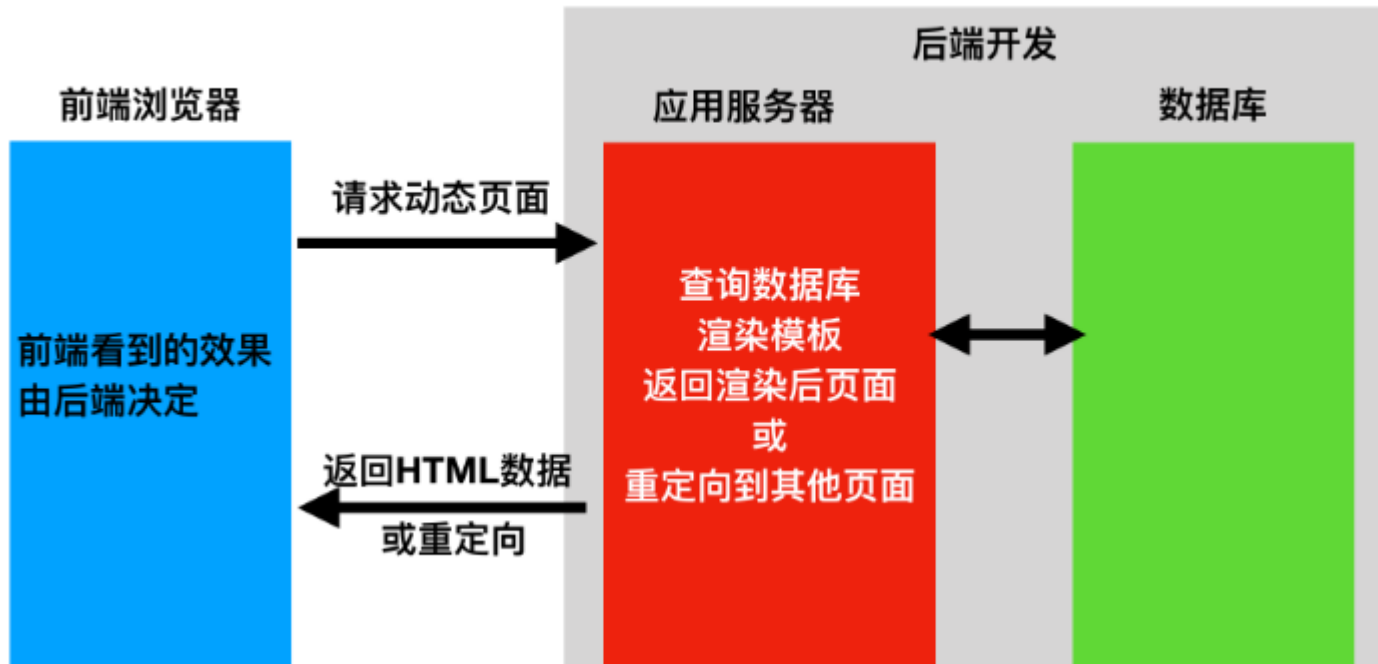 后端开发
前端浏览器
应用服务器
数据库
请求动态页面
查询数据库
渲染模板
返回渲染后页面
或
重定向到其他页面
前端看到的效果
由后端决定
返回HTML数据
或重定向